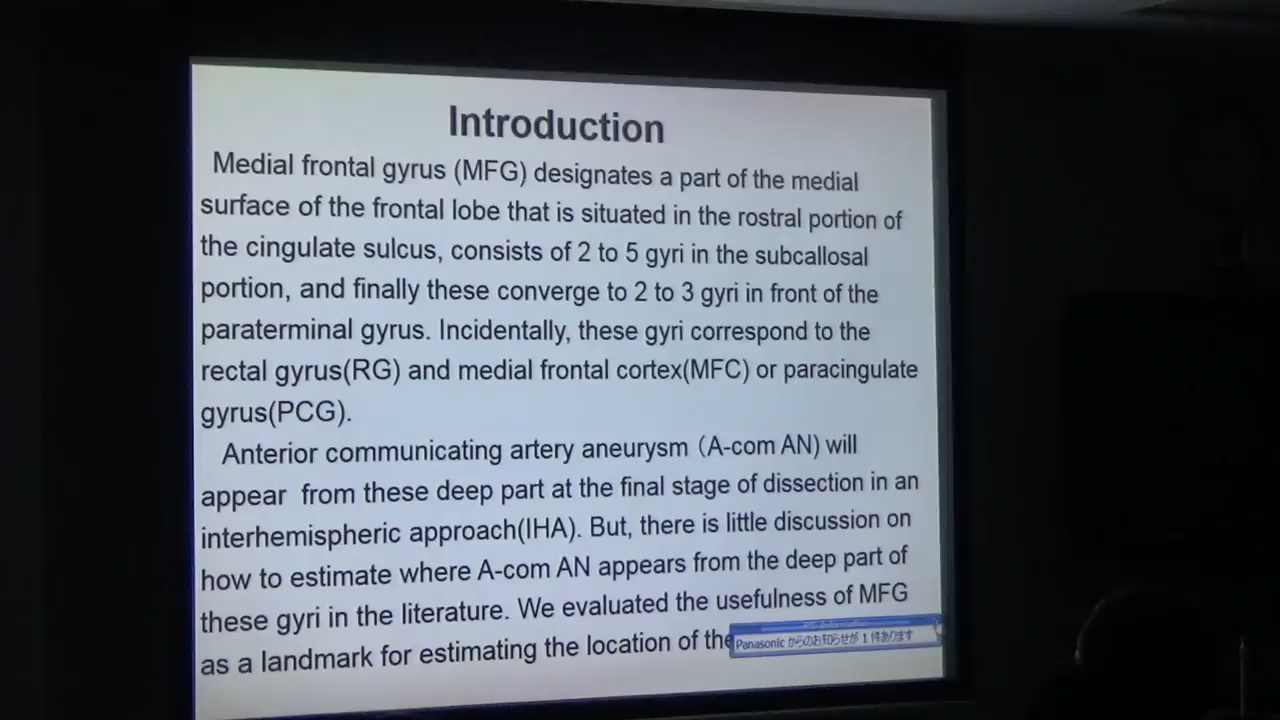 Introduction
Medial frontal gyrus (MFG) designates a part of the medial
surface of the frontal lobe that is situated in the rostral portion of
the cingulate sulcus, consists of 2 to 5 gyri in the subcallosal
portion, and finally these converge to 2 to 3 gyri in front of the
paraterminal gyrus. Incidentally, these gyri correspond to the
rectal gyrus(RG) and medial frontal cortex(MFC) or paracingulate
gyrus(PCG).
Anterior communicating artery aneurysm (A-com AN) will
appear from these deep part at the final stage of dissection in an
interhemispheric approach(IHA). But, there is little discussion on
how to estimate where A-com AN appears from the deep part of
these gyri in the literature. We evaluated the usefulness of MFG
as a landmark for estimating the location of the
Panasonic からのお知らせが 1 件あります